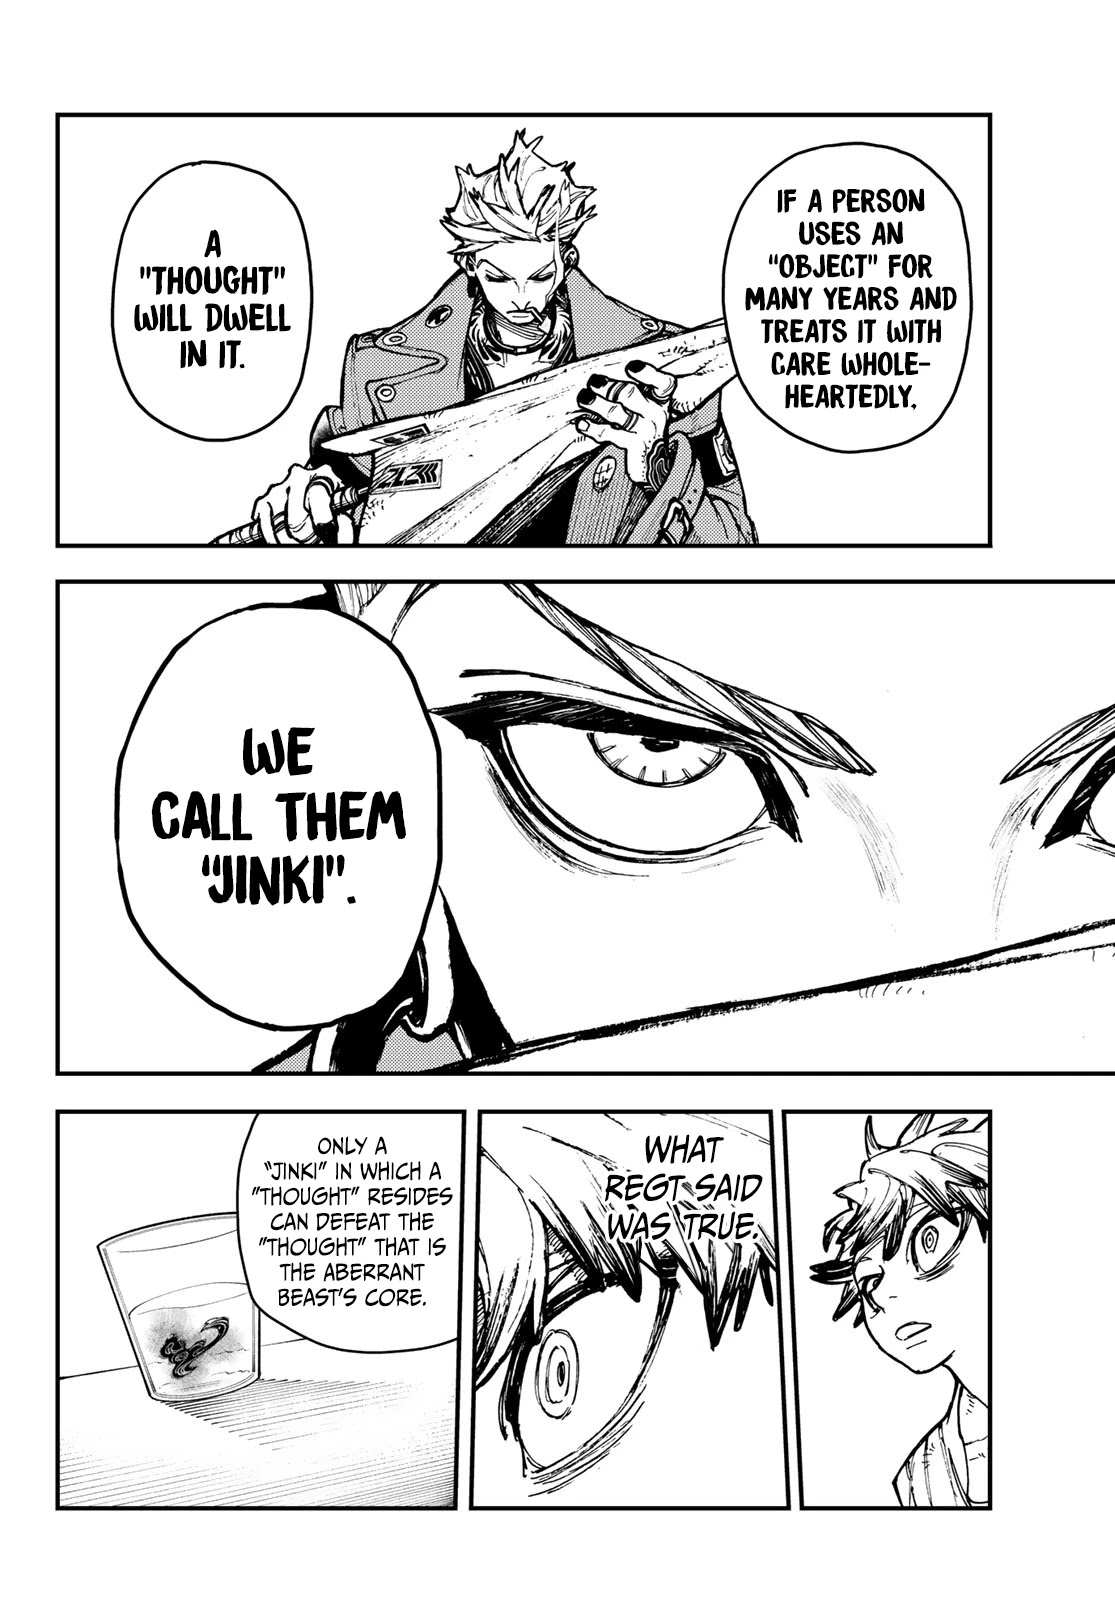 IF A PERSON
USES AN
"OBJECT" FOR
MANY YEARS AND
TREATS IT WITH
CARE WHOLE-
HEARTEDLY,
A
"THOUGHT"
WILL DWELL
IN IT.
WE
CALL THEM
"JINKI".
WHAT
REGT SAID
WAS TRUE.
ONLY A
"JINKI" IN WHICH A
"THOUGHT" RESIDES
CAN DEFEAT THE
"THOUGHT" THAT IS
THE ABERRANT
BEAST'S CORE.